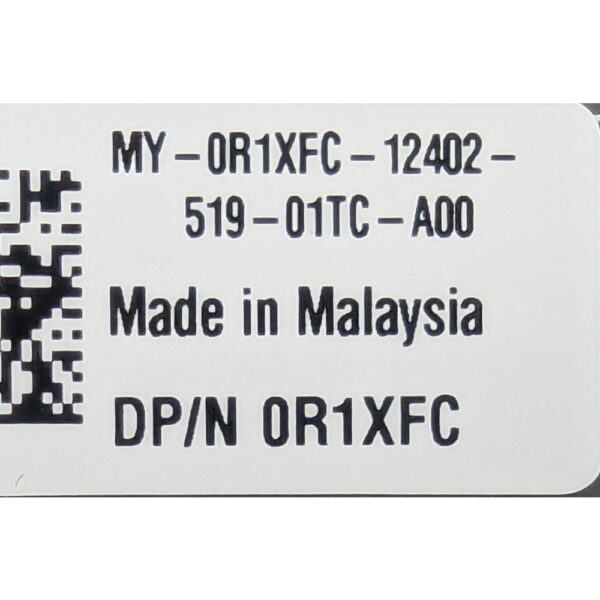 MY-0R1XFC-12402-
519-01TC-A00
Made in Malaysia
DP/N 0R1XFC